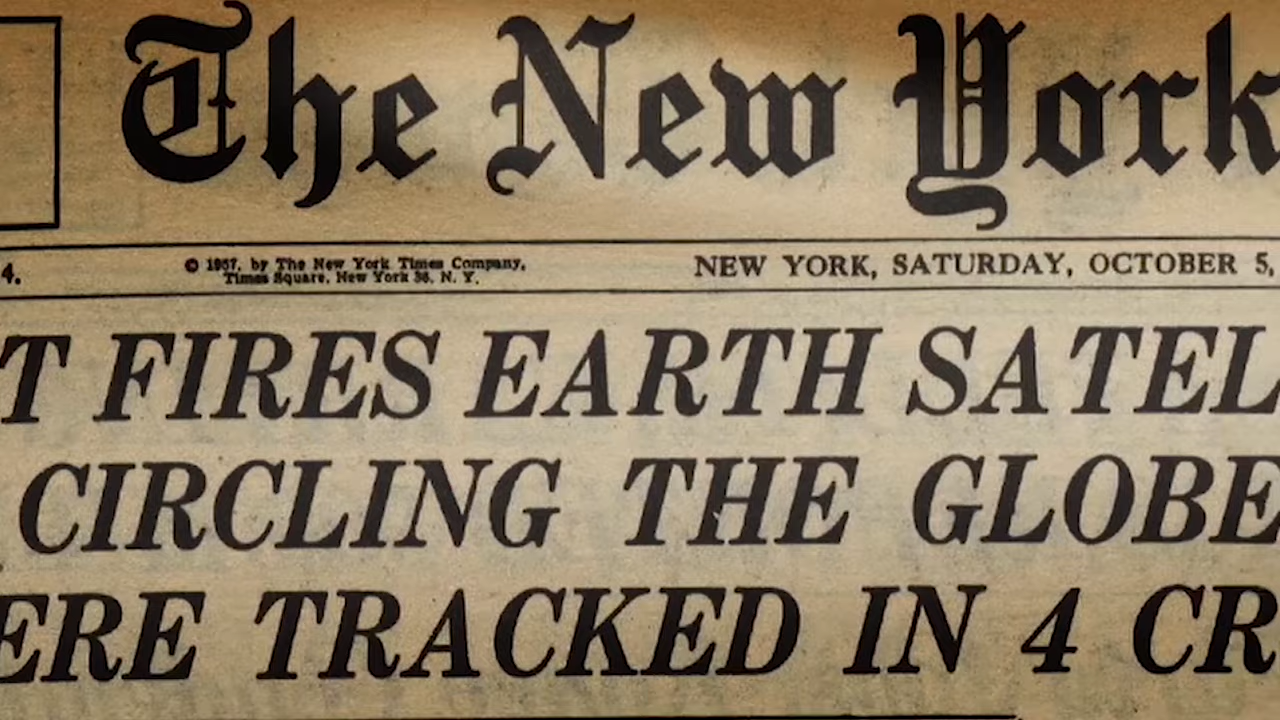 The New York
4.
© 1957, by The New York Times Company,
Times Square, New York 36, N. Y.
NEW YORK, SATURDAY, OCTOBER 5,
T FIRES EARTH SATEL
CIRCLING THE GLOBE
ERE TRACKED IN 4 CR